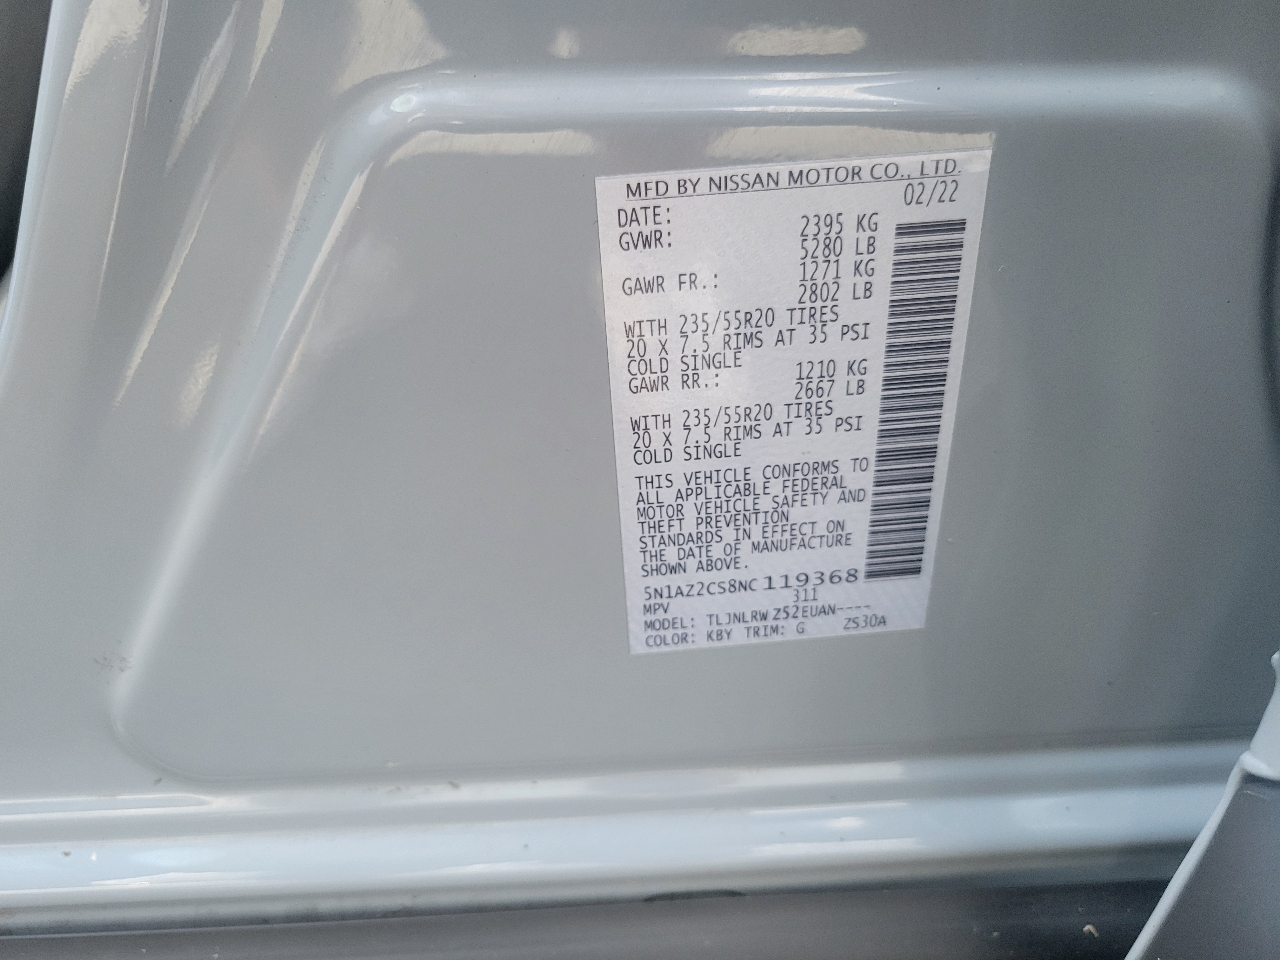 MFD BY NISSAN MOTOR CO., LTD.
DATE: 02/22
GVWR: 2395 KG
5280 LB
GAWR FR.: 1271 KG
2802 LB
WITH 235/55R20 TIRES
20 X 7.5 RIMS AT 35 PSI
COLD SINGLE
GAWR RR.: 1210 KG
2667 LB
WITH 235/55R20 TIRES
20 X 7.5 RIMS AT 35 PSI
COLD SINGLE
THIS VEHICLE CONFORMS TO
ALL APPLICABLE FEDERAL
MOTOR VEHICLE SAFETY AND
THEFT PREVENTION
STANDARDS IN EFFECT ON
THE DATE OF MANUFACTURE
SHOWN ABOVE.
5N1AZ2CS8NC119368
MPV 311
MODEL: TLJNLRWZ52EUAN----
COLOR: KBY TRIM: G ZS30A